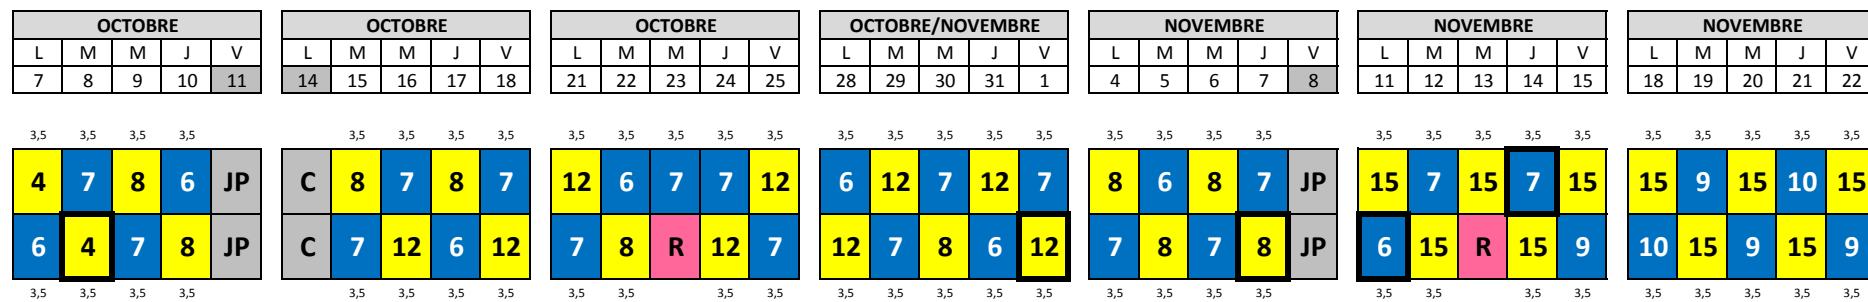 OCTOBRE OCTOBRE OCTOBRE OCTOBRE/NOVEMBRE NOVEMBRE NOVEMBRE NOVEMBRE
L M M J V L M M J V L M M J V L M M J V L M M J V L M M J V L M M J V
7 8 9 10 11 14 15 16 17 18 21 22 23 24 25 28 29 30 31 1 4 5 6 7 8 11 12 13 14 15 18 19 20 21 22
3,5 3,5 3,5 3,5 3,5 3,5 3,5 3,5 3,5 3,5 3,5 3,5 3,5 3,5 3,5 3,5 3,5 3,5 3,5 3,5 3,5 3,5 3,5 3,5 3,5 3,5 3,5 3,5 3,5 3,5 3,5 3,5
4 7 8 6 JP C 8 7 8 7 12 6 7 7 12 6 12 7 12 7 8 6 8 7 JP 15 7 15 7 15 15 9 15 10 15
6 4 7 8 JP C 7 12 6 12 7 8 R 12 7 12 7 8 6 12 7 8 7 8 JP 6 15 R 15 9 10 15 9 15 9
3,5 3,5 3,5 3,5 3,5 3,5 3,5 3,5 3,5 3,5 3,5 3,5 3,5 3,5 3,5 3,5 3,5 3,5 3,5 3,5 3,5 3,5 3,5 3,5 3,5 3,5 3,5 3,5 3,5 3,5